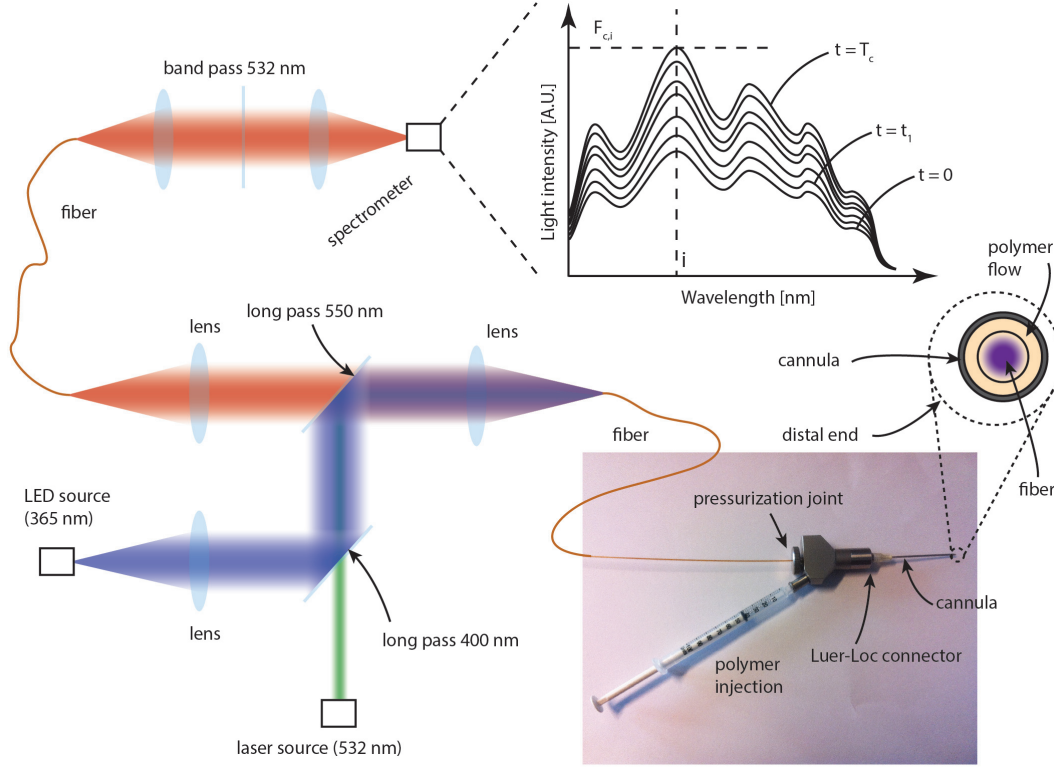 band pass 532 nm
fiber
spectrometer
F_c,i
t = T_c
t = t_1
t = 0
i
Light intensity [A.U.]
Wavelength [nm]
polymer
flow
cannula
distal end
fiber
long pass 550 nm
lens
lens
fiber
LED source
(365 nm)
lens
long pass 400 nm
laser source (532 nm)
pressurization joint
cannula
Luer-Loc connector
polymer
injection